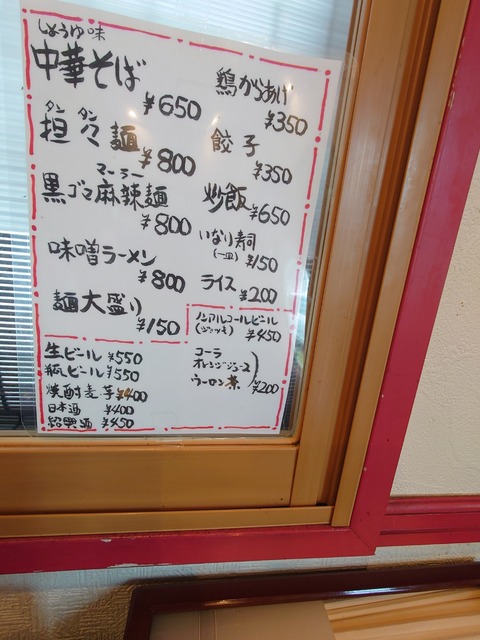 しょうゆ味
中華そば
¥650
タン タン
担々麺
¥800
マーラー
黒ゴマ麻辣麺
¥800
味噌ラーメン
¥800
麺大盛り
¥150
鶏からあげ
¥350
餃子
¥350
炒飯
¥650
いなり寿司
(一皿)
¥150
ライス
¥200
ノンアルコールビール
(ジョッキ) ¥450
生ビール ¥550
瓶ビール ¥550
焼酎麦芋 ¥400
日本酒 ¥400
紹興酒 ¥450
コーラ
オレンジジュース
ウーロン茶
¥200